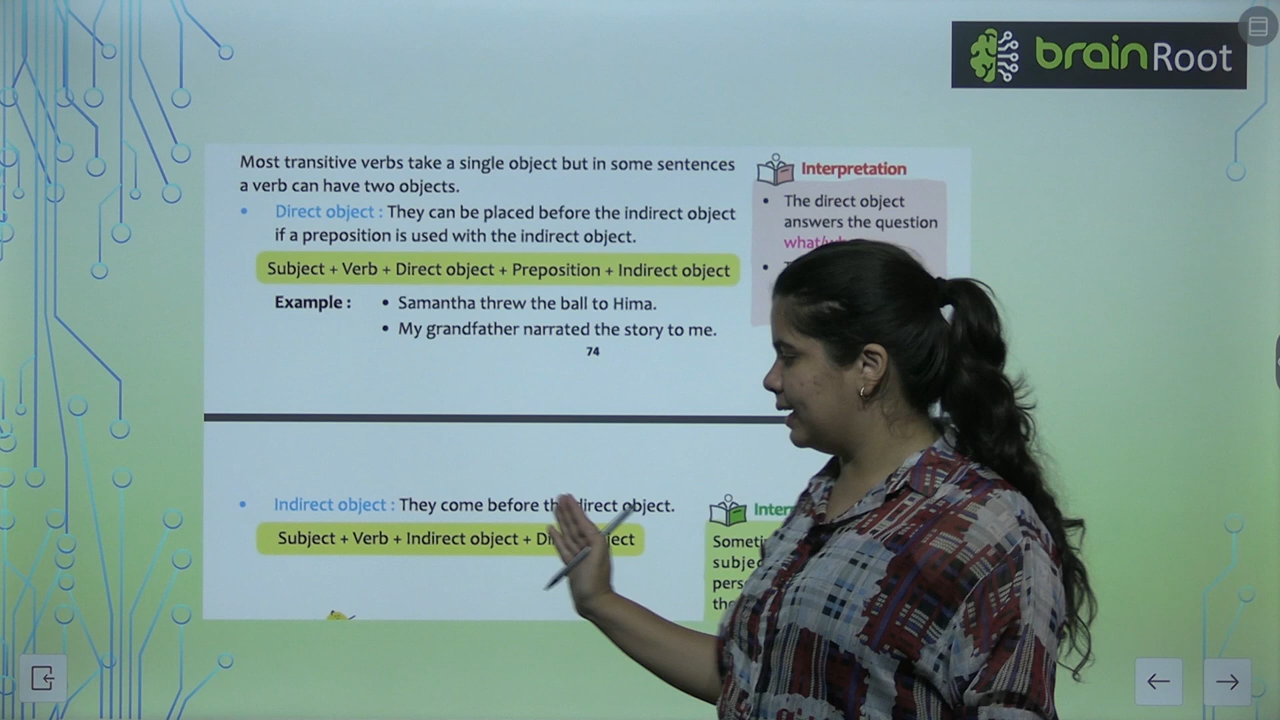 brainRoot
Most transitive verbs take a single object but in some sentences
a verb can have two objects.
• Direct object : They can be placed before the indirect object
if a preposition is used with the indirect object.
Subject + Verb + Direct object + Preposition + Indirect object
Example : • Samantha threw the ball to Hima.
• My grandfather narrated the story to me.
74
Interpretation
• The direct object
answers the question
•
• Indirect object : They come before direct object.
Subject + Verb + Indirect object +